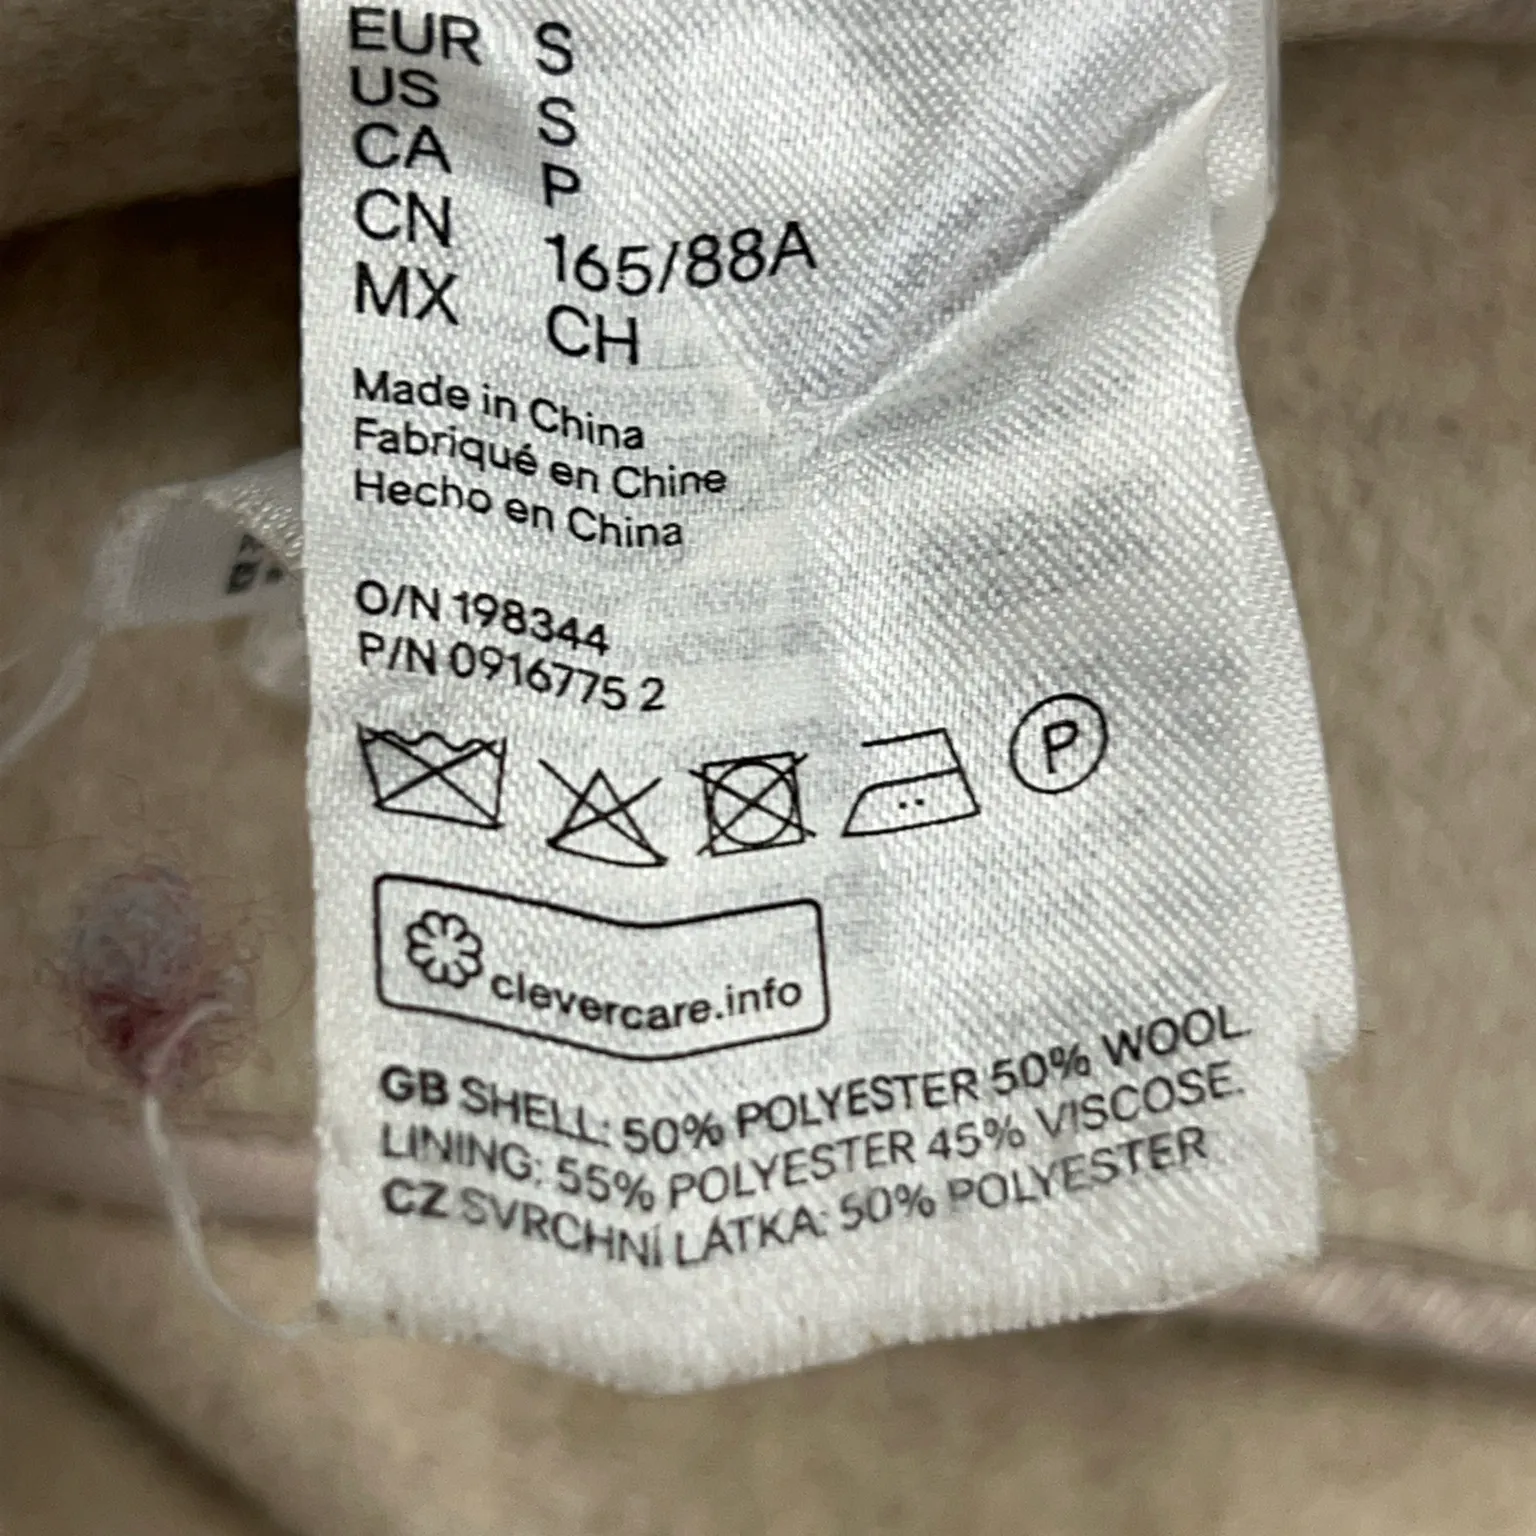 EUR S
US S
CA P
CN 165/88A
MX CH
Made in China
Fabriqué en Chine
Hecho en China
O/N 198344
P/N 0916775 2
P
clevercare.info
GB SHELL: 50% POLYESTER 50% WOOL.
LINING: 55% POLYESTER 45% VISCOSE.
CZ SVRCHNÍ LÁTKA: 50% POLYESTER